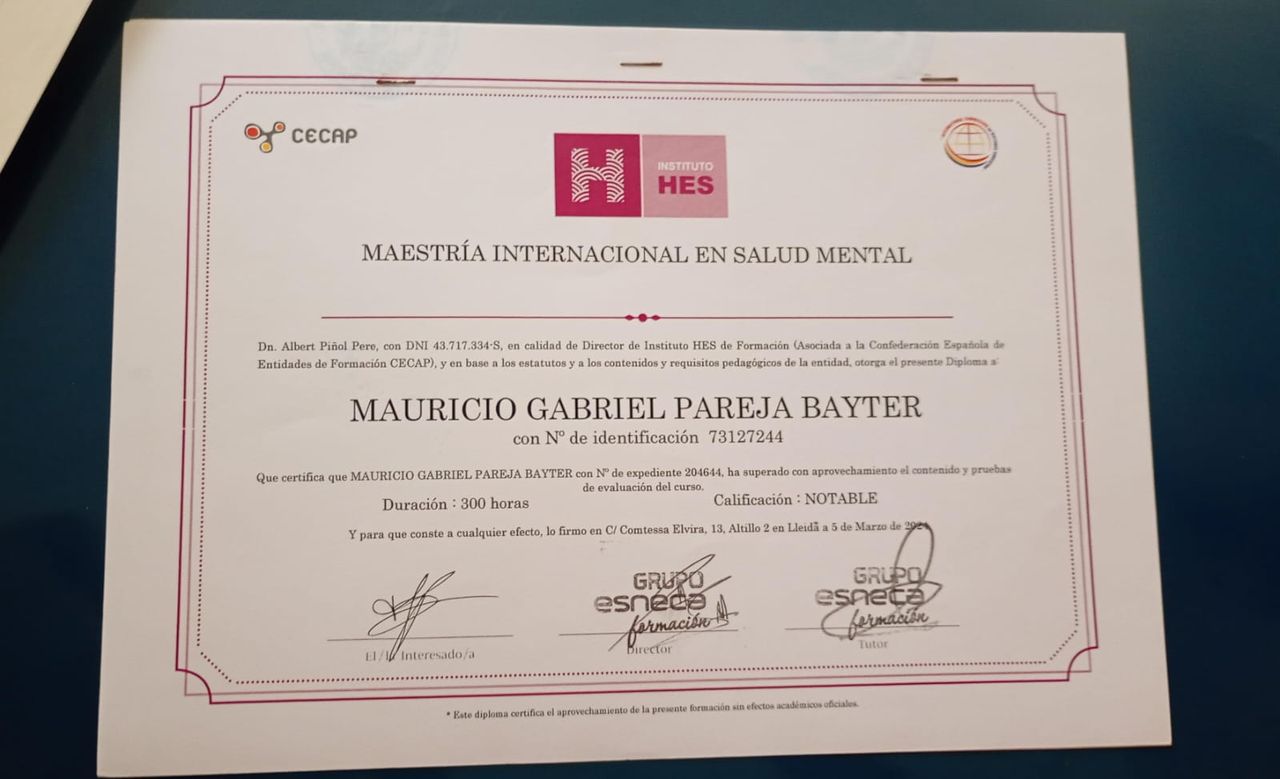 CECAP
INSTITUTO
HES
MAESTRÍA INTERNACIONAL EN SALUD MENTAL
Dn. Albert Piñol Pere, con DNI 43.717.334-S, en calidad de Director de Instituto HES de Formación (Asociada a la Confederación Española de
Entidades de Formación CECAP), y en base a los estatutos y a los contenidos y requisitos pedagógicos de la entidad, otorga el presente Diploma a:
MAURICIO GABRIEL PAREJA BAYTER
con Nº de identificación 73127244
Que certifica que MAURICIO GABRIEL PAREJA BAYTER con Nº de expediente 204644, ha superado con aprovechamiento el contenido y pruebas
de evaluación del curso.
Duración : 300 horas Calificación : NOTABLE
Y para que conste a cualquier efecto, lo firmo en C/ Comtessa Elvira, 13, Altillo 2 en Lleida a 5 de Marzo de
GRUPO
esneca
formación
GRUPO
esneca
formación
El/la Interesado/a
Director
Tutor
* Este diploma certifica el aprovechamiento de la presente formación sin efectos académicos oficiales.